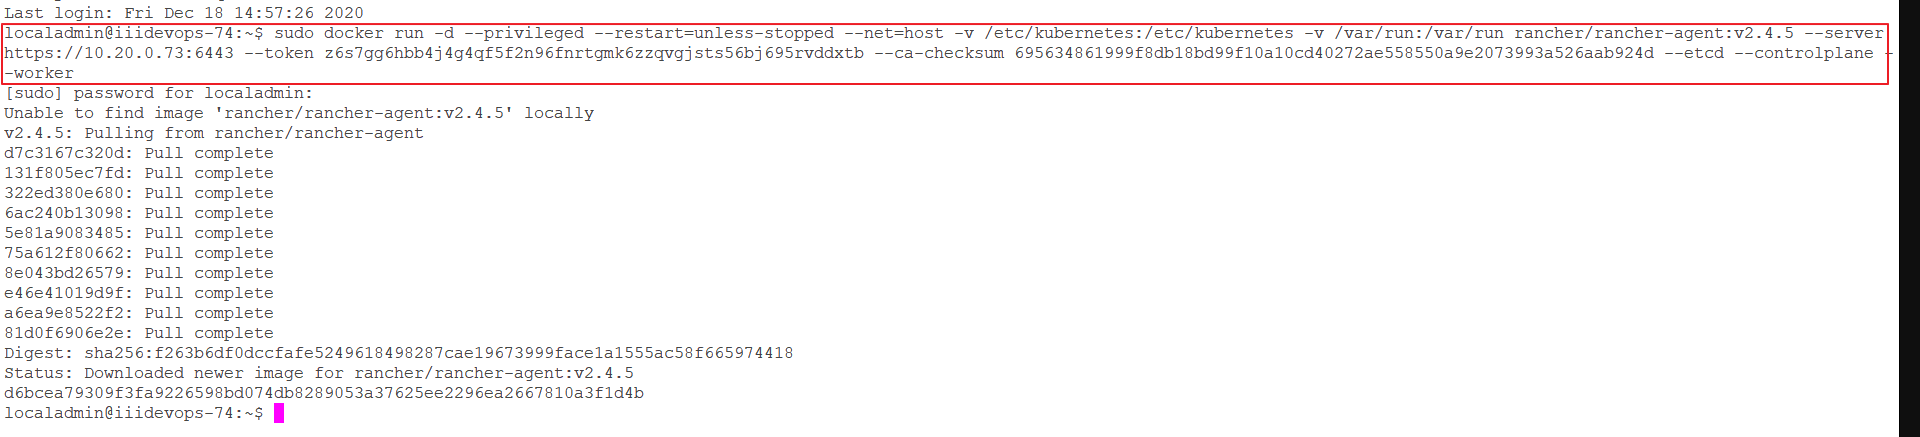 Last login: Fri Dec 18 14:57:26 2020
localadmin@iiidevops-74:~$ sudo docker run -d --privileged --restart=unless-stopped --net=host -v /etc/kubernetes:/etc/kubernetes -v /var/run:/var/run rancher/rancher-agent:v2.4.5 --server
https://10.20.0.73:6443 --token z6s7gg6hbb4j4g4qf5f2n96fnrtgmk6zzqvgjsts56bj695rvddxtb --ca-checksum 695634861999f8db18bd99f10a10cd40272ae558550a9e2073993a526aab924d --etcd --controlplane -
-worker
[sudo] password for localadmin:
Unable to find image 'rancher/rancher-agent:v2.4.5' locally
v2.4.5: Pulling from rancher/rancher-agent
d7c3167c320d: Pull complete
131f805ec7fd: Pull complete
322ed380e680: Pull complete
6ac240b13098: Pull complete
5e81a9083485: Pull complete
75a612f80662: Pull complete
8e043bd26579: Pull complete
e46e41019d9f: Pull complete
a6ea9e8522f2: Pull complete
81d0f6906e2e: Pull complete
Digest: sha256:f263b6df0dccfafe5249618498287cae19673999face1a1555ac58f665974418
Status: Downloaded newer image for rancher/rancher-agent:v2.4.5
d6bcea79309f3fa9226598bd074db8289053a37625ee2296ea2667810a3f1d4b
localadmin@iiidevops-74:~$